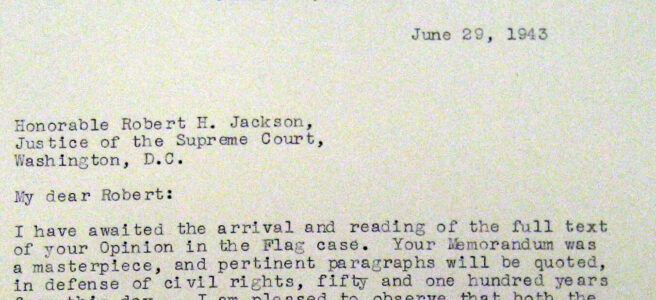 June 29, 1943
Honorable Robert H. Jackson,
Justice of the Supreme Court,
Washington, D.C.
My dear Robert:
I have awaited the arrival and reading of the full text
of your Opinion in the Flag case. Your Memorandum was
a masterpiece, and pertinent paragraphs will be quoted,
in defense of civil rights, fifty and one hundred years
from this day. I am pleased to observe that both the